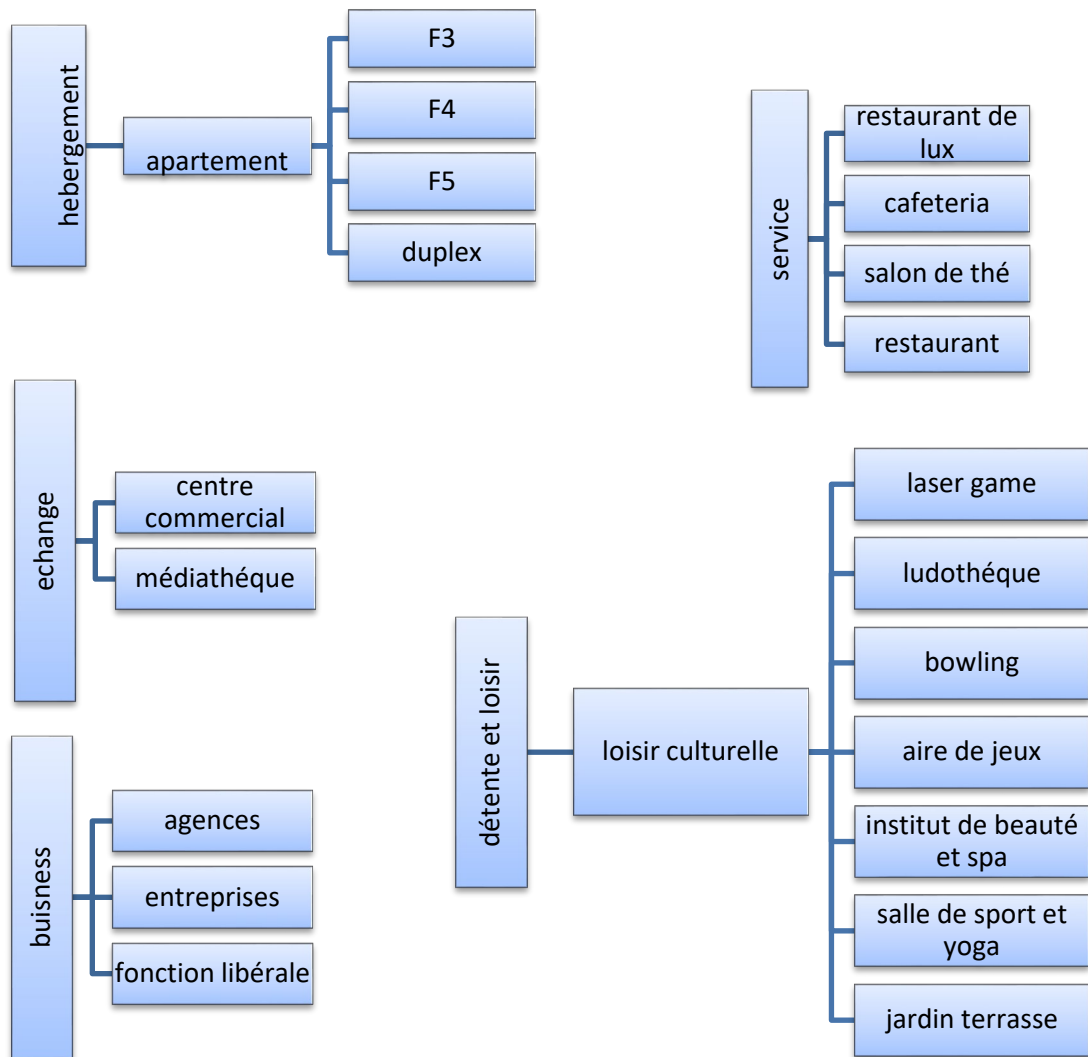 hebergement
apartement
F3
F4
F5
duplex
service
restaurant de
lux
cafeteria
salon de thé
restaurant
echange
centre
commercial
médiathéque
détente et loisir
loisir culturelle
laser game
ludothéque
bowling
aire de jeux
institut de beauté
et spa
salle de sport et
yoga
jardin terrasse
buisness
agences
entreprises
fonction libérale